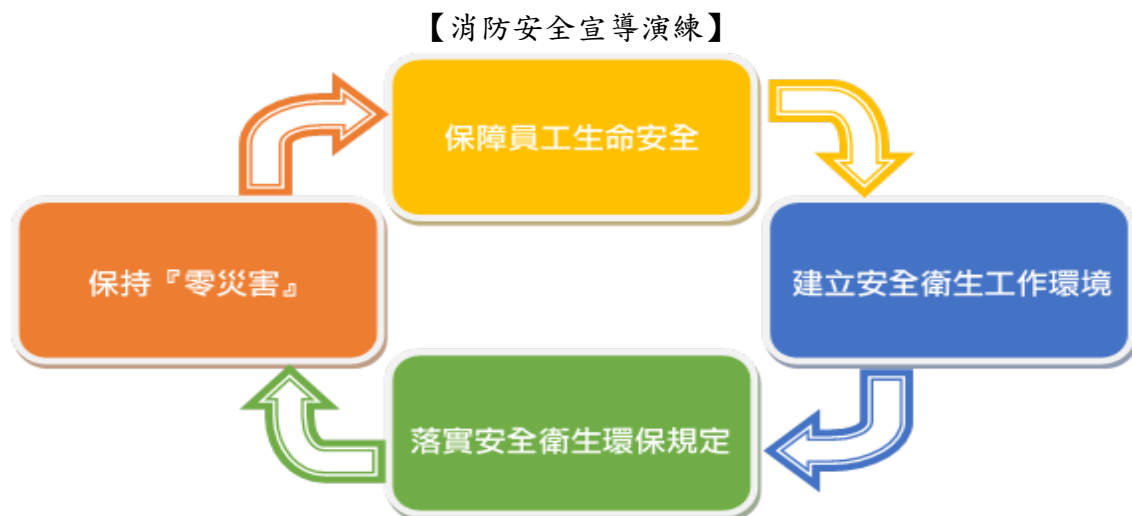 【消防安全宣導演練】
保障員工生命安全
建立安全衛生工作環境
落實安全衛生環保規定
保持『零災害』